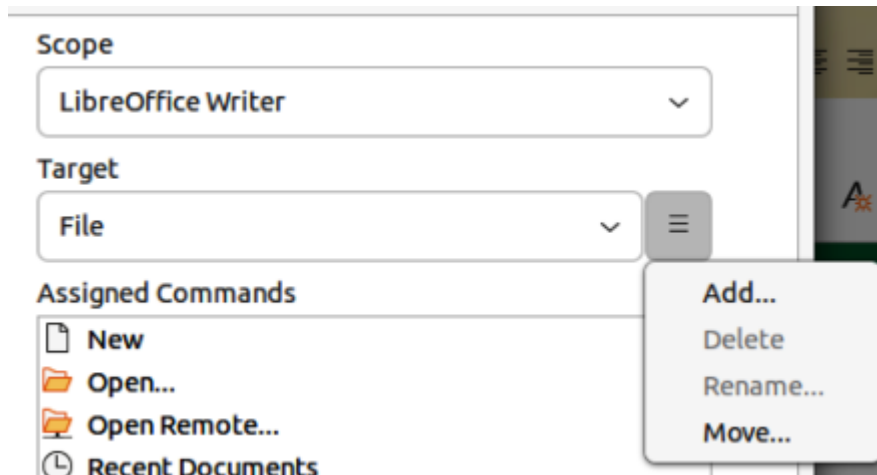 Scope
LibreOffice Writer
Target
File
Add...
Delete
Rename...
Move...
Assigned Commands
New
Open...
Open Remote...
Recent Documents